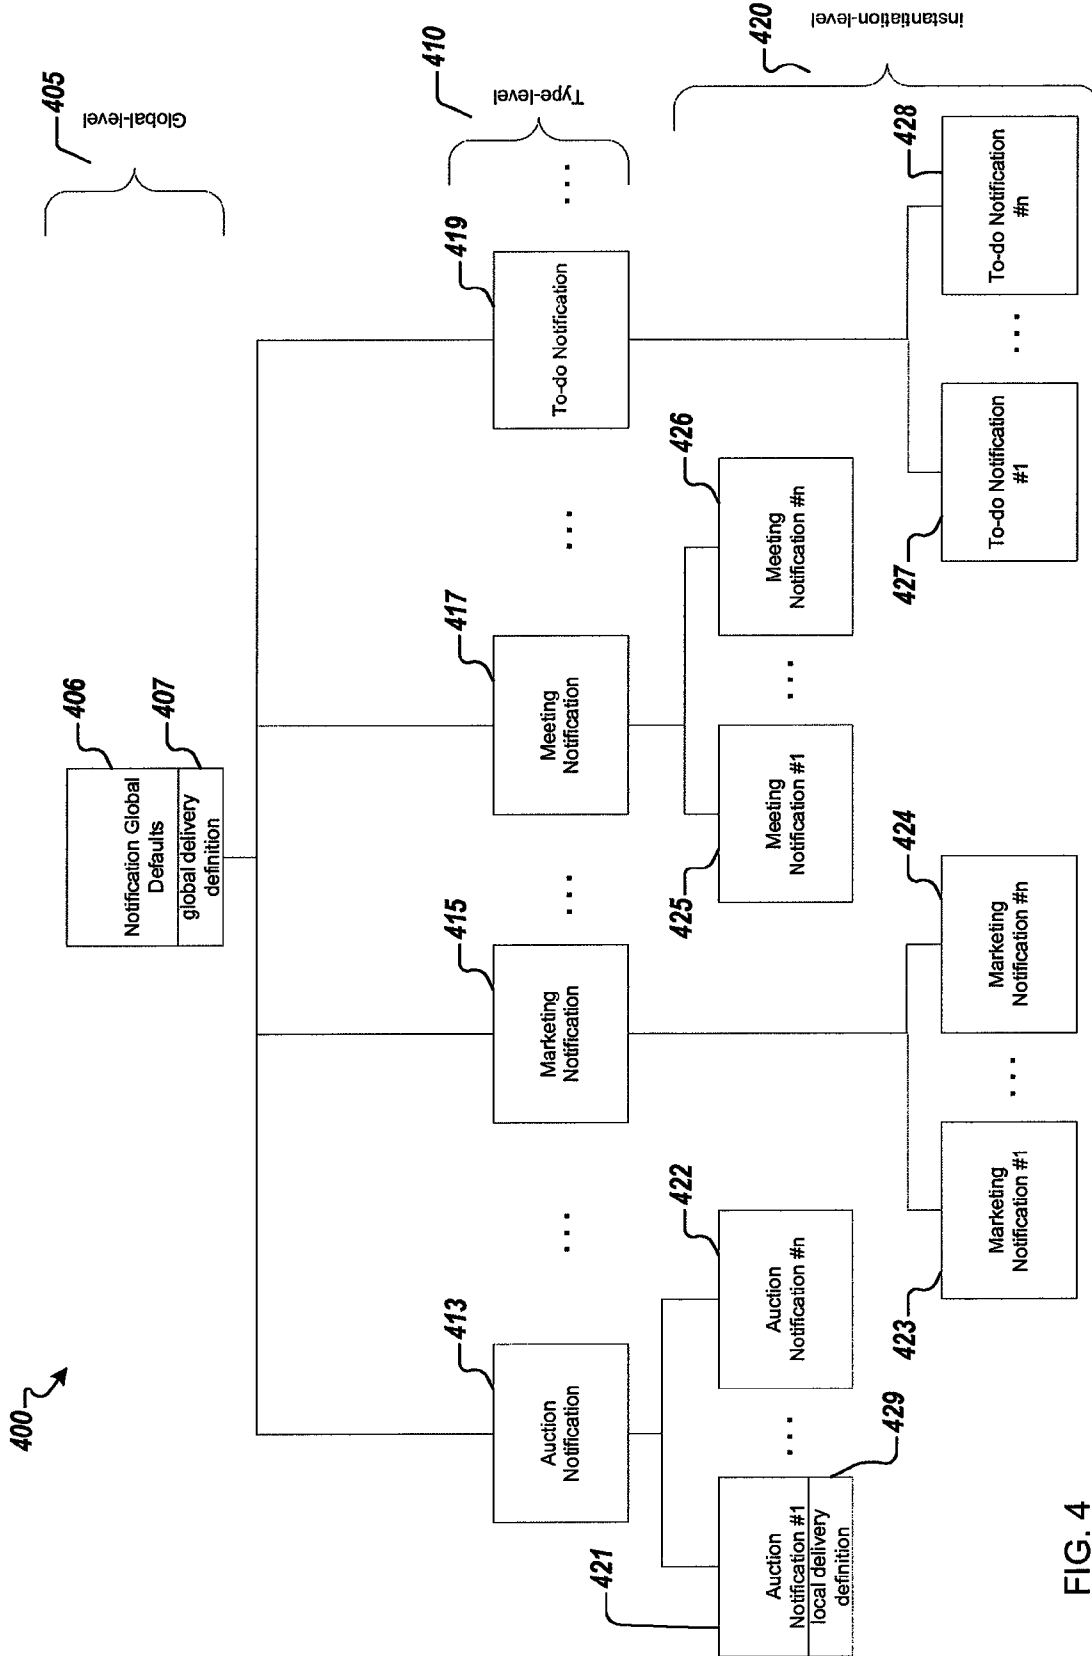 400
406
Notification Global
Defaults
407
global delivery
definition
405
Global-level
413
Auction
Notification
. . .
415
Marketing
Notification
. . .
417
Meeting
Notification
. . .
419
To-do Notification
. . .
410
Type-level
421
Auction
Notification #1
local delivery
definition
429
. . .
422
Auction
Notification #n
425
Meeting
Notification #1
. . .
426
Meeting
Notification #n
420
instantiation-level
423
Marketing
Notification #1
. . .
424
Marketing
Notification #n
427
To-do Notification
#1
. . .
428
To-do Notification
#n
FIG. 4